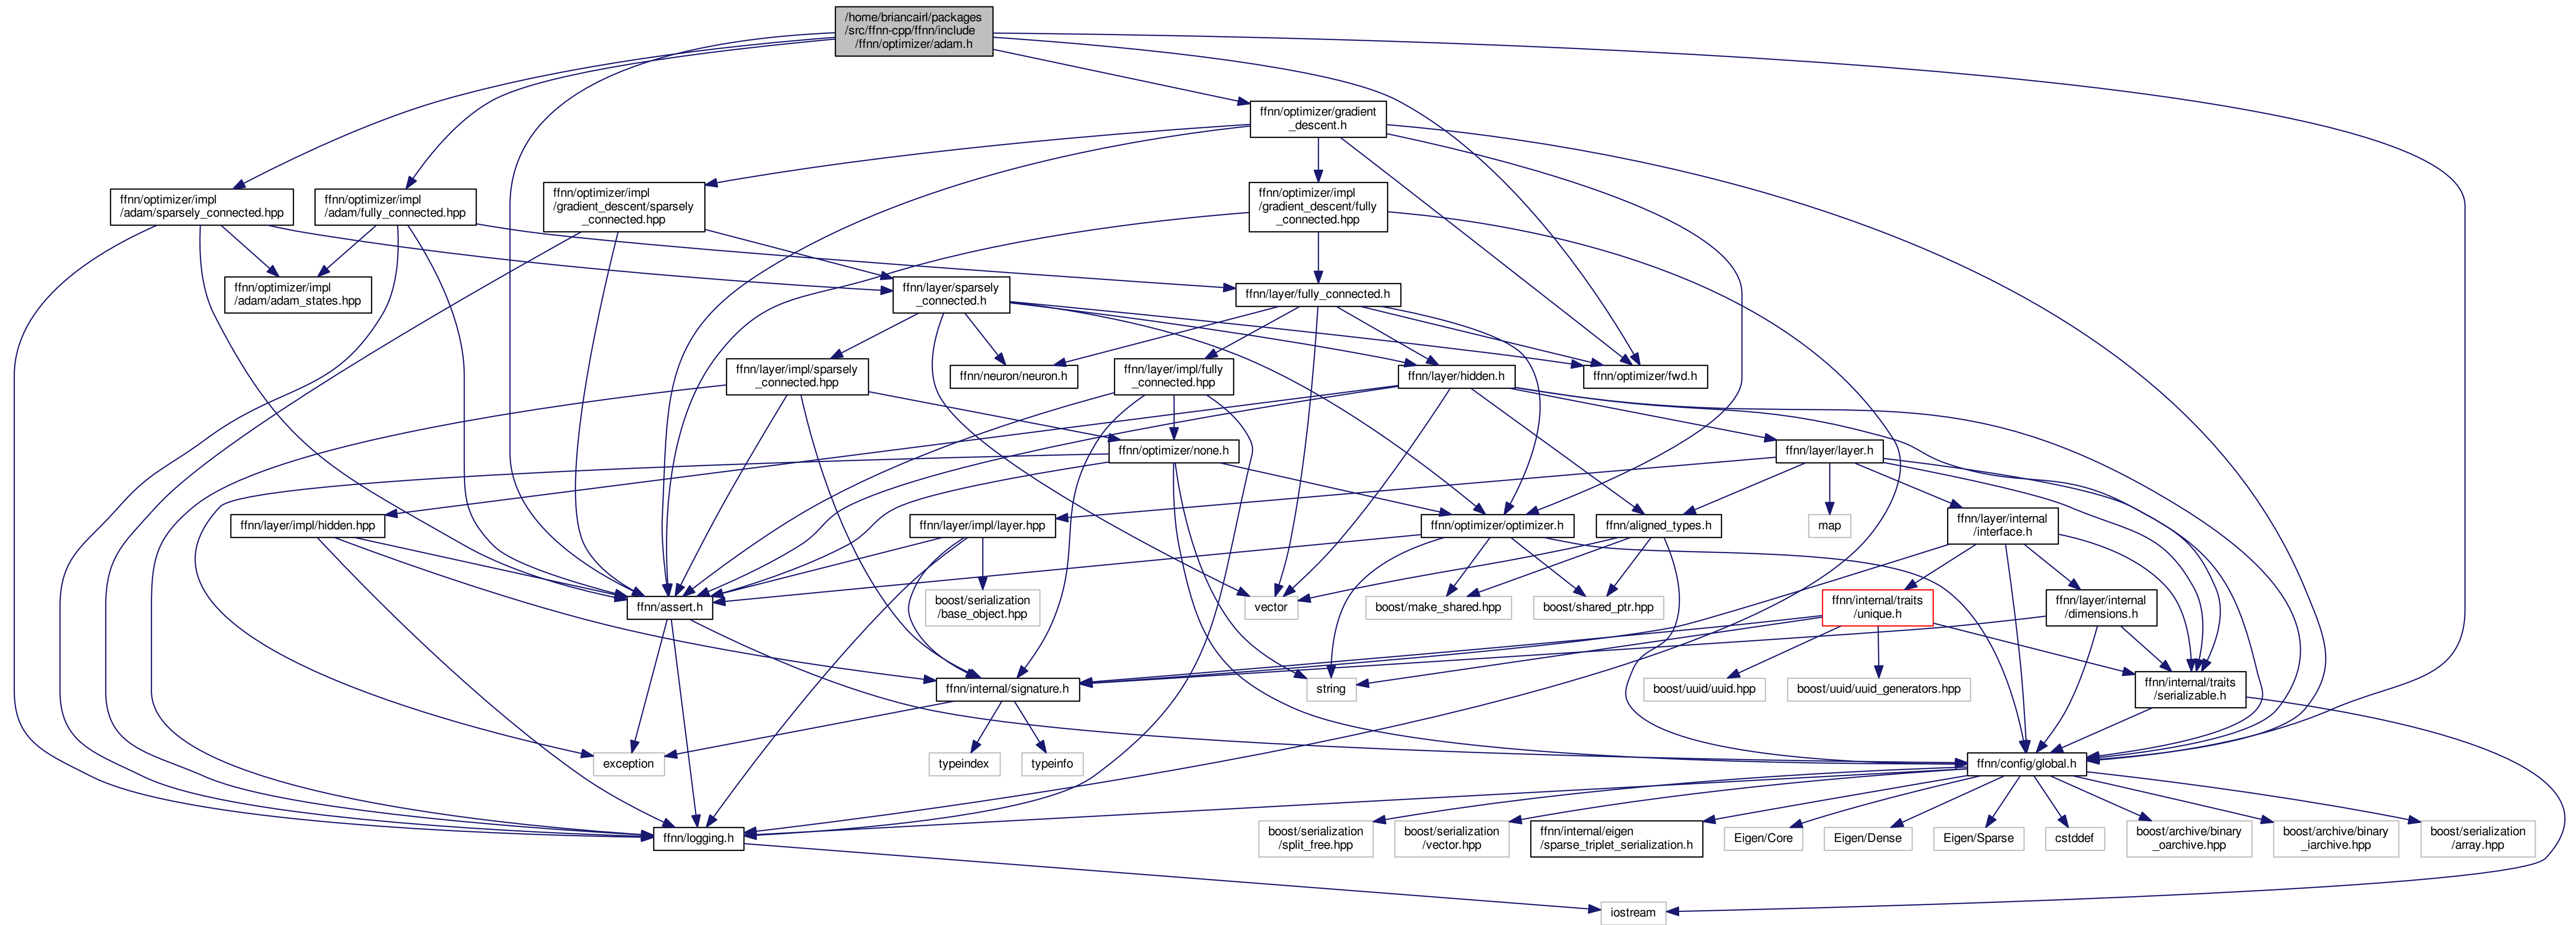 /home/briancairl/packages
/src/ffnn-cpp/ffnn/include
/ffnn/optimizer/adam.h
ffnn/optimizer/gradient
_descent.h
ffnn/optimizer/impl
/adam/sparsely_connected.hpp
ffnn/optimizer/impl
/adam/fully_connected.hpp
ffnn/optimizer/impl
/gradient_descent/sparsely
_connected.hpp
ffnn/optimizer/impl
/gradient_descent/fully
_connected.hpp
ffnn/optimizer/impl
/adam/adam_states.hpp
ffnn/layer/sparsely
_connected.h
ffnn/layer/fully_connected.h
ffnn/layer/impl/sparsely
_connected.hpp
ffnn/neuron/neuron.h
ffnn/layer/impl/fully
_connected.hpp
ffnn/layer/hidden.h
ffnn/optimizer/fwd.h
ffnn/optimizer/none.h
ffnn/layer/layer.h
ffnn/layer/impl/hidden.hpp
ffnn/layer/impl/layer.hpp
ffnn/optimizer/optimizer.h
ffnn/aligned_types.h
map
ffnn/layer/internal
/interface.h
ffnn/assert.h
boost/serialization
/base_object.hpp
vector
boost/make_shared.hpp
boost/shared_ptr.hpp
ffnn/internal/traits
/unique.h
ffnn/layer/internal
/dimensions.h
ffnn/internal/signature.h
string
boost/uuid/uuid.hpp
boost/uuid/uuid_generators.hpp
ffnn/internal/traits
/serializable.h
exception
typeindex
typeinfo
ffnn/config/global.h
ffnn/logging.h
boost/serialization
/split_free.hpp
boost/serialization
/vector.hpp
ffnn/internal/eigen
/sparse_triplet_serialization.h
Eigen/Core
Eigen/Dense
Eigen/Sparse
cstddef
boost/archive/binary
_oarchive.hpp
boost/archive/binary
_iarchive.hpp
boost/serialization
/array.hpp
iostream